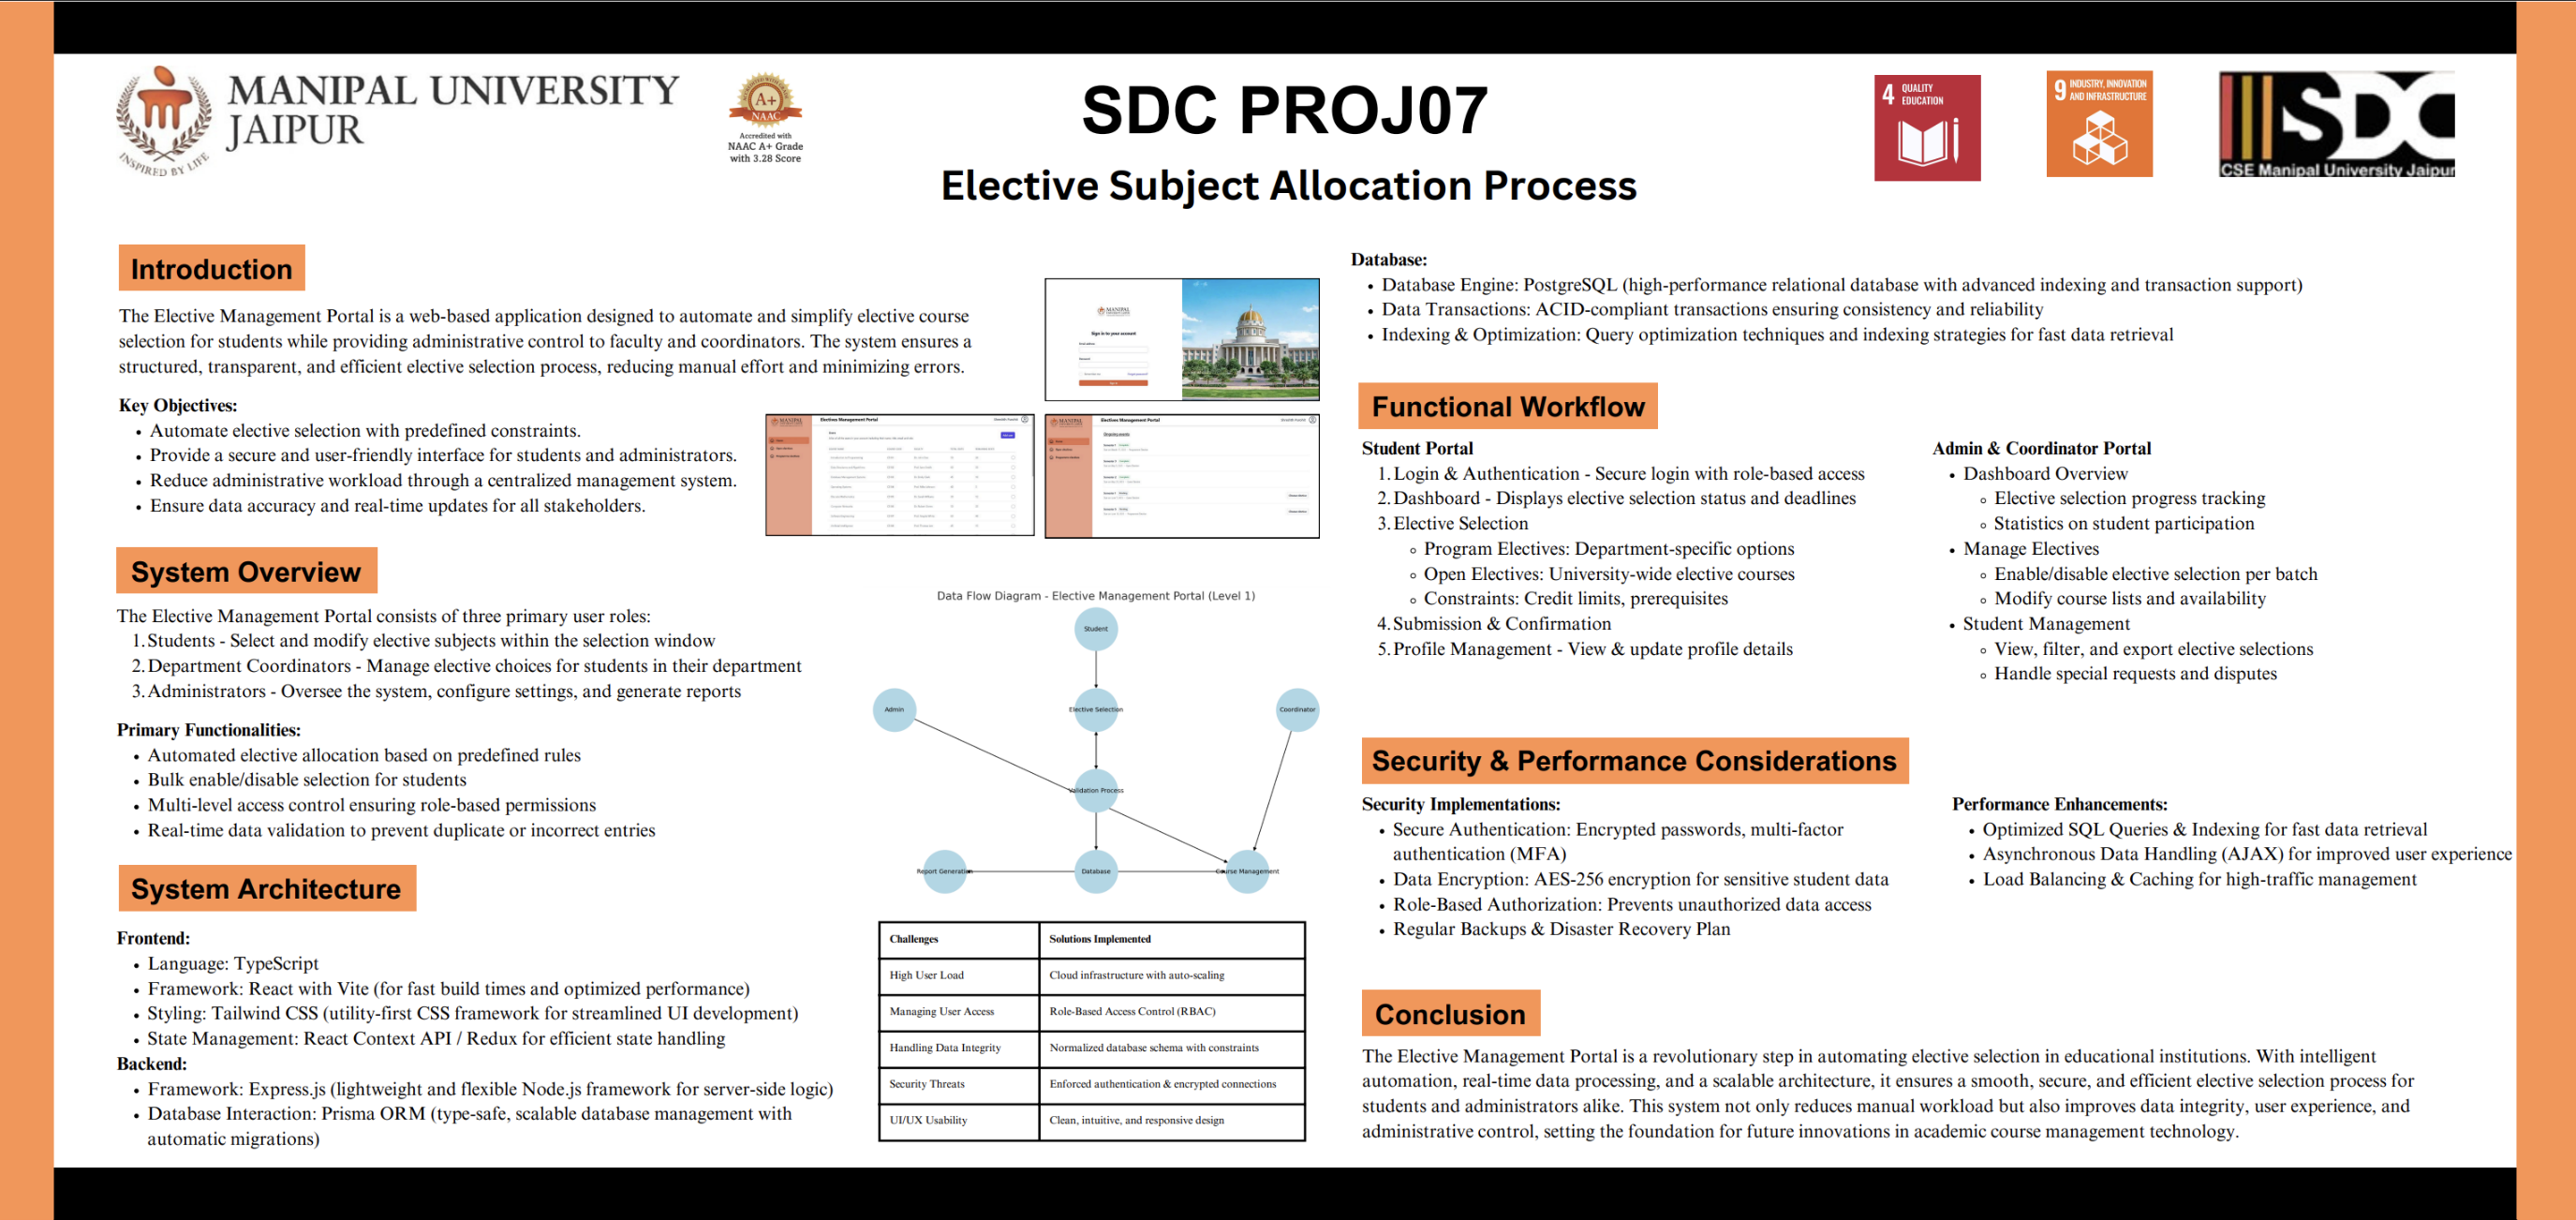 MANIPAL UNIVERSITY
JAIPUR
INSPIRED BY LIFE
A+
NAAC
Accredited with
NAAC A+ Grade
with 3.28 Score
SDC PROJ07
Elective Subject Allocation Process
4 QUALITY
EDUCATION
9 INDUSTRY, INNOVATION
AND INFRASTRUCTURE
SDC
CSE Manipal University Jaipur
Introduction
The Elective Management Portal is a web-based application designed to automate and simplify elective course
selection for students while providing administrative control to faculty and coordinators. The system ensures a
structured, transparent, and efficient elective selection process, reducing manual effort and minimizing errors.
Key Objectives:
• Automate elective selection with predefined constraints.
• Provide a secure and user-friendly interface for students and administrators.
• Reduce administrative workload through a centralized management system.
• Ensure data accuracy and real-time updates for all stakeholders.
System Overview
The Elective Management Portal consists of three primary user roles:
1. Students - Select and modify elective subjects within the selection window
2. Department Coordinators - Manage elective choices for students in their department
3. Administrators - Oversee the system, configure settings, and generate reports
Primary Functionalities:
• Automated elective allocation based on predefined rules
• Bulk enable/disable selection for students
• Multi-level access control ensuring role-based permissions
• Real-time data validation to prevent duplicate or incorrect entries
System Architecture
Frontend:
• Language: TypeScript
• Framework: React with Vite (for fast build times and optimized performance)
• Styling: Tailwind CSS (utility-first CSS framework for streamlined UI development)
• State Management: React Context API / Redux for efficient state handling
Backend:
• Framework: Express.js (lightweight and flexible Node.js framework for server-side logic)
• Database Interaction: Prisma ORM (type-safe, scalable database management with
automatic migrations)
MANIPAL
Sign in to your account
MANIPAL
Electives Management Portal
MANIPAL
Electives Management Portal
Data Flow Diagram - Elective Management Portal (Level 1)
Student
Admin
Elective Selection
Coordinator
Validation Process
Report Generation
Database
Course Management
Challenges Solutions Implemented
High User Load Cloud infrastructure with auto-scaling
Managing User Access Role-Based Access Control (RBAC)
Handling Data Integrity Normalized database schema with constraints
Security Threats Enforced authentication & encrypted connections
UI/UX Usability Clean, intuitive, and responsive design
Database:
• Database Engine: PostgreSQL (high-performance relational database with advanced indexing and transaction support)
• Data Transactions: ACID-compliant transactions ensuring consistency and reliability
• Indexing & Optimization: Query optimization techniques and indexing strategies for fast data retrieval
Functional Workflow
Student Portal
1. Login & Authentication - Secure login with role-based access
2. Dashboard - Displays elective selection status and deadlines
3. Elective Selection
◦ Program Electives: Department-specific options
◦ Open Electives: University-wide elective courses
◦ Constraints: Credit limits, prerequisites
4. Submission & Confirmation
5. Profile Management - View & update profile details
Admin & Coordinator Portal
• Dashboard Overview
◦ Elective selection progress tracking
◦ Statistics on student participation
• Manage Electives
◦ Enable/disable elective selection per batch
◦ Modify course lists and availability
• Student Management
◦ View, filter, and export elective selections
◦ Handle special requests and disputes
Security & Performance Considerations
Security Implementations:
• Secure Authentication: Encrypted passwords, multi-factor
authentication (MFA)
• Data Encryption: AES-256 encryption for sensitive student data
• Role-Based Authorization: Prevents unauthorized data access
• Regular Backups & Disaster Recovery Plan
Performance Enhancements:
• Optimized SQL Queries & Indexing for fast data retrieval
• Asynchronous Data Handling (AJAX) for improved user experience
• Load Balancing & Caching for high-traffic management
Conclusion
The Elective Management Portal is a revolutionary step in automating elective selection in educational institutions. With intelligent
automation, real-time data processing, and a scalable architecture, it ensures a smooth, secure, and efficient elective selection process for
students and administrators alike. This system not only reduces manual workload but also improves data integrity, user experience, and
administrative control, setting the foundation for future innovations in academic course management technology.